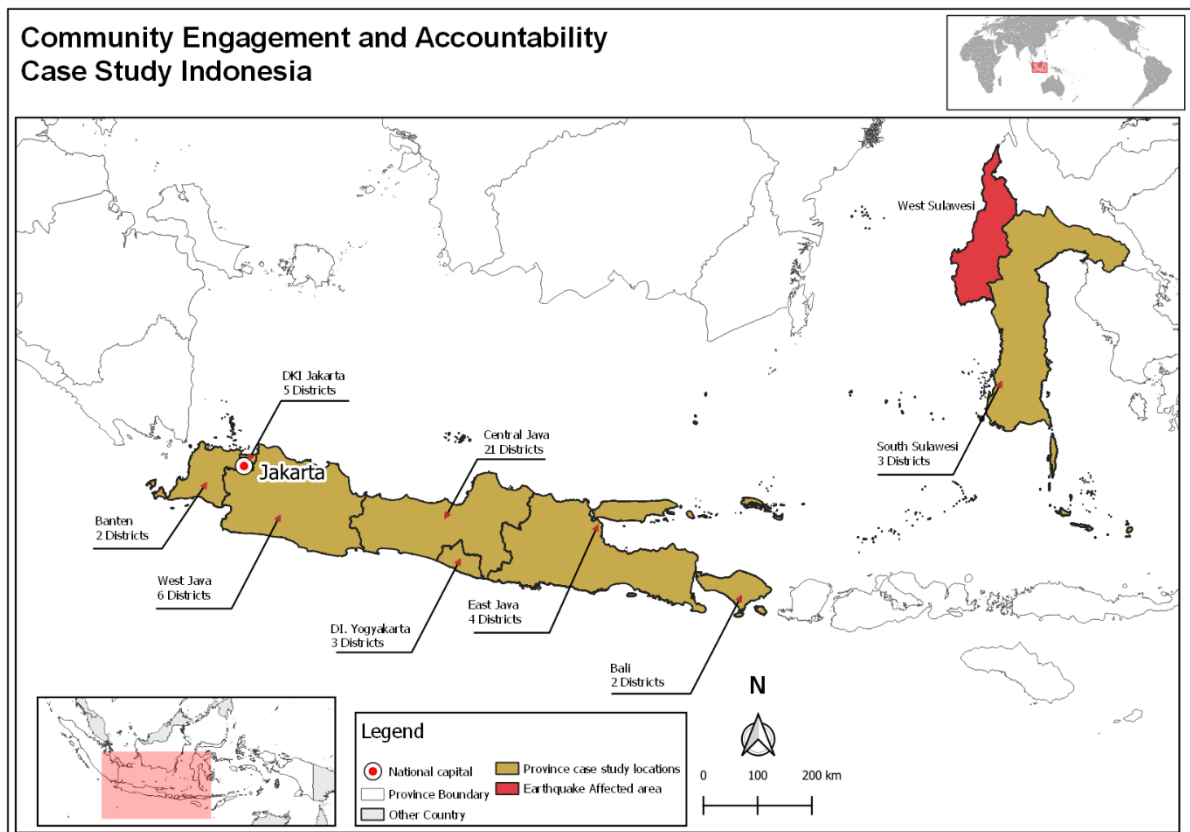 Community Engagement and Accountability
Case Study Indonesia
West Sulawesi
DKI Jakarta
5 Districts
Central Java
21 Districts
South Sulawesi
3 Districts
Jakarta
Banten
2 Districts
West Java
6 Districts
DI. Yogyakarta
3 Districts
East Java
4 Districts
Bali
2 Districts
N
Legend
National capital
Province Boundary
Other Country
Province case study locations
Earthquake Affected area
0 100 200 km